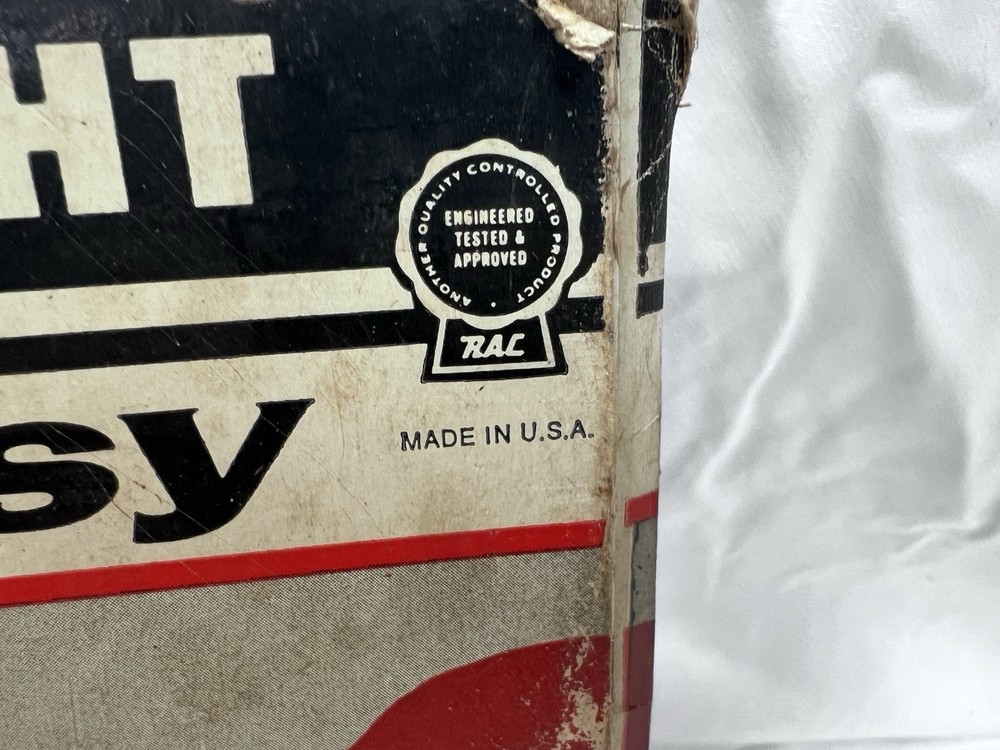 HT
ANOTHER QUALITY CONTROLLED PRODUCT •
ENGINEERED
TESTED &
APPROVED
RAC
sy
MADE IN U.S.A.